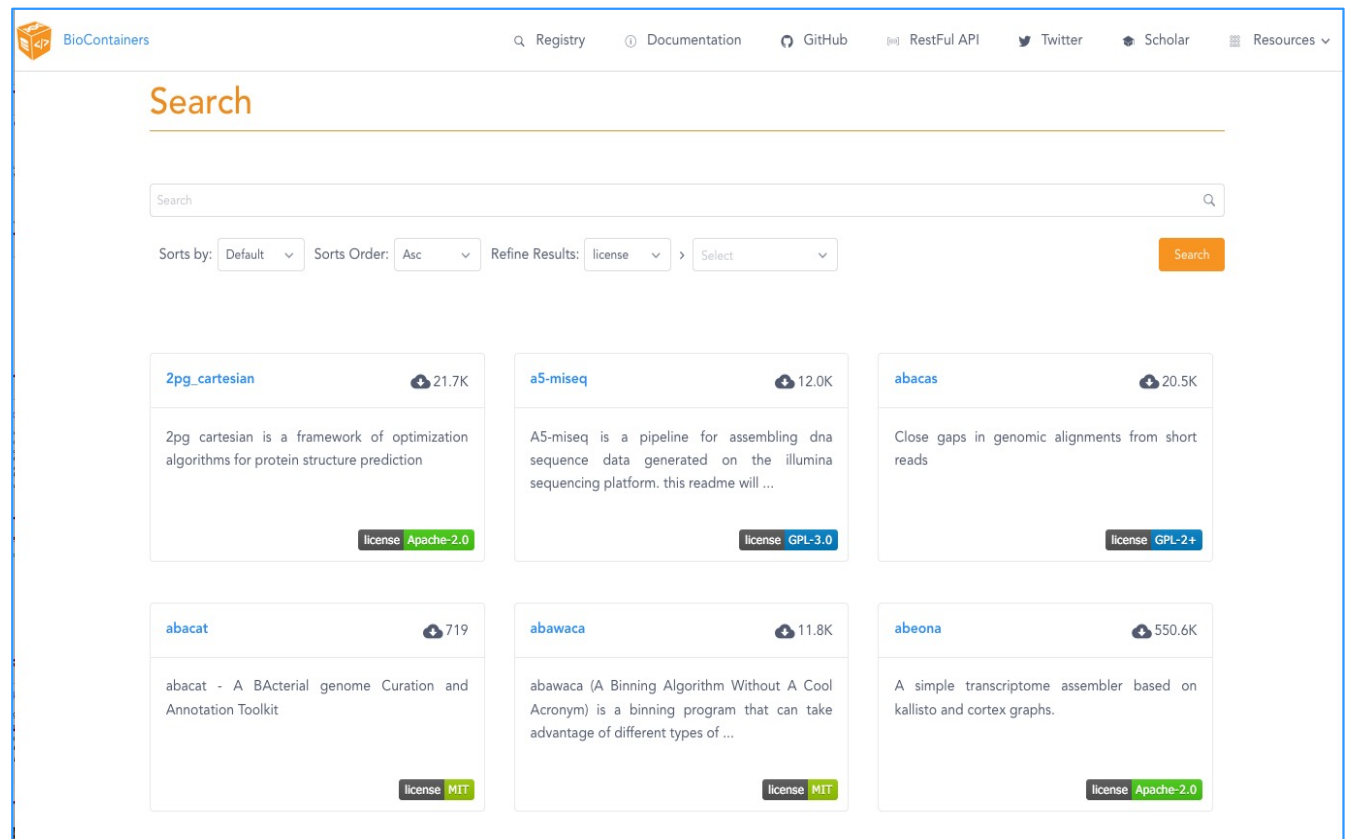 BioContainers
Registry
Documentation
GitHub
RestFul API
Twitter
Scholar
Resources
Search
Search
Sorts by: Default Sorts Order: Asc Refine Results: license > Select Search
2pg_cartesian 21.7K
2pg cartesian is a framework of optimization
algorithms for protein structure prediction
license Apache-2.0
a5-miseq 12.0K
A5-miseq is a pipeline for assembling dna
sequence data generated on the illumina
sequencing platform. this readme will ...
license GPL-3.0
abacas 20.5K
Close gaps in genomic alignments from short
reads
license GPL-2+
abacat 719
abacat - A BActerial genome Curation and
Annotation Toolkit
license MIT
abawaca 11.8K
abawaca (A Binning Algorithm Without A Cool
Acronym) is a binning program that can take
advantage of different types of ...
license MIT
abeona 550.6K
A simple transcriptome assembler based on
kallisto and cortex graphs.
license Apache-2.0